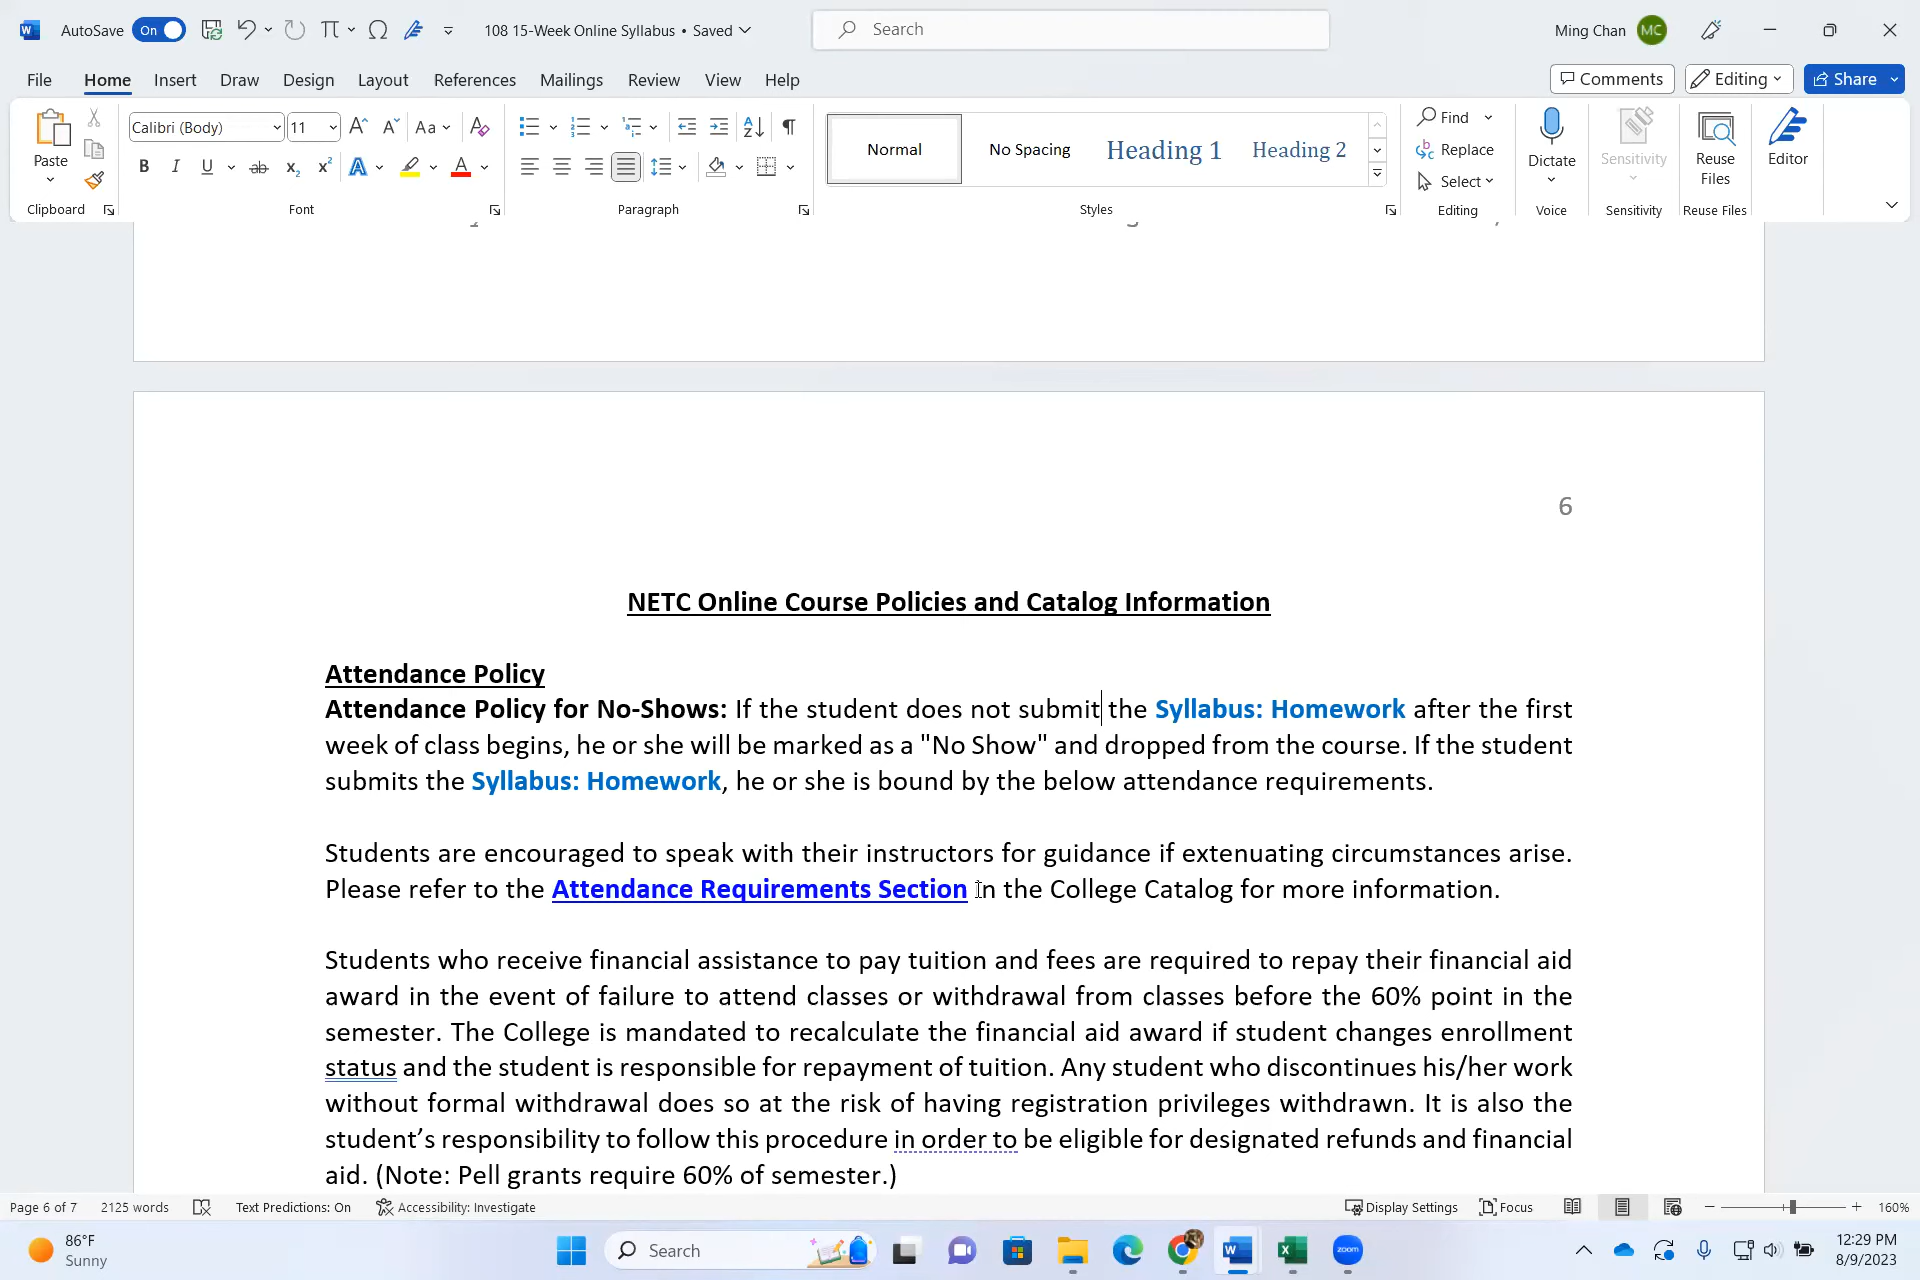 AutoSave On 108 15-Week Online Syllabus • Saved Search Ming Chan MC
File Home Insert Draw Design Layout References Mailings Review View Help Comments Editing Share
Paste Calibri (Body) 11 Normal No Spacing Heading 1 Heading 2 Find Replace Select Dictate Sensitivity Reuse Files Editor
Clipboard Font Paragraph Styles Editing Voice Sensitivity Reuse Files
6
NETC Online Course Policies and Catalog Information
Attendance Policy
Attendance Policy for No-Shows: If the student does not submit the Syllabus: Homework after the first
week of class begins, he or she will be marked as a "No Show" and dropped from the course. If the student
submits the Syllabus: Homework, he or she is bound by the below attendance requirements.
Students are encouraged to speak with their instructors for guidance if extenuating circumstances arise.
Please refer to the Attendance Requirements Section in the College Catalog for more information.
Students who receive financial assistance to pay tuition and fees are required to repay their financial aid
award in the event of failure to attend classes or withdrawal from classes before the 60% point in the
semester. The College is mandated to recalculate the financial aid award if student changes enrollment
status and the student is responsible for repayment of tuition. Any student who discontinues his/her work
without formal withdrawal does so at the risk of having registration privileges withdrawn. It is also the
student’s responsibility to follow this procedure in order to be eligible for designated refunds and financial
aid. (Note: Pell grants require 60% of semester.)
Page 6 of 7 2125 words Text Predictions: On Accessibility: Investigate Display Settings Focus 160%
86°F Search zoom 12:29 PM
Sunny 8/9/2023